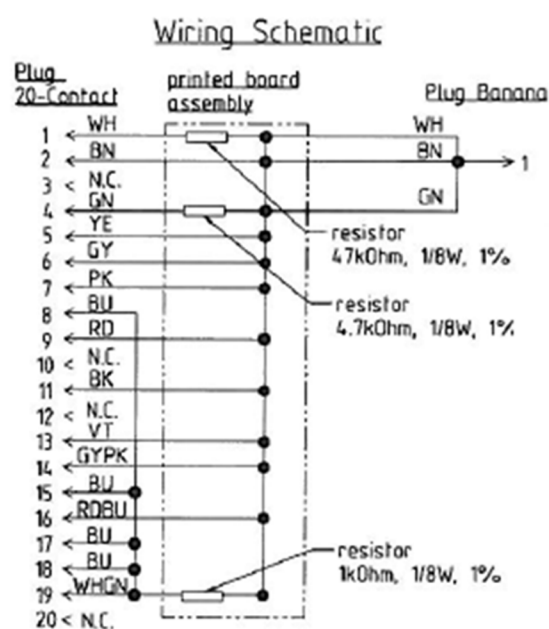 Wiring Schematic
Plug
20-Contact
printed board
assembly
Plug Banana
1 WH
2 BN
3 N.C.
4 GN
5 YE
6 GY
7 PK
8 BU
9 RD
10 N.C.
11 BK
12 N.C.
13 VT
14 GYPK
15 BU
16 RDBU
17 BU
18 BU
19 WHGN
20 N.C.
WH
BN
1
GN
resistor
47kOhm, 1/8W, 1%
resistor
4.7kOhm, 1/8W, 1%
resistor
1kOhm, 1/8W, 1%